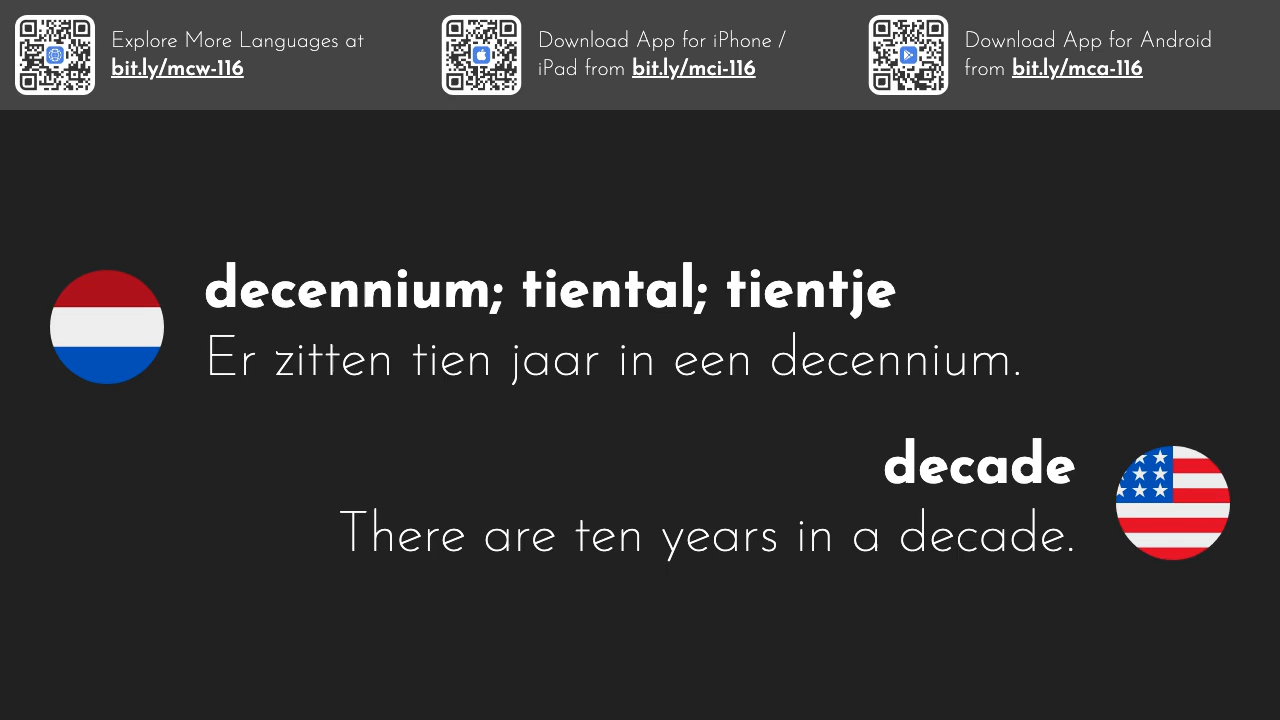 Explore More Languages at
bit.ly/mcw-116
Download App for iPhone /
iPad from bit.ly/mci-116
Download App for Android
from bit.ly/mca-116
decennium; tiental; tientje
Er zitten tien jaar in een decennium.
decade
There are ten years in a decade.